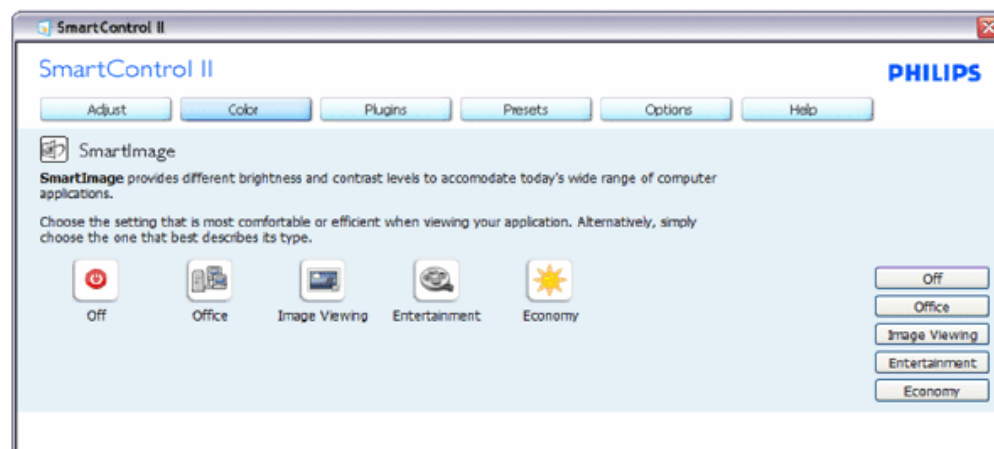 SmartControl II
SmartControl II
PHILIPS
Adjust
Color
Plugins
Presets
Options
Help
SmartImage
SmartImage provides different brightness and contrast levels to accomodate today's wide range of computer
applications.
Choose the setting that is most comfortable or efficient when viewing your application. Alternatively, simply
choose the one that best describes its type.
Off
Office
Image Viewing
Entertainment
Economy
Off
Office
Image Viewing
Entertainment
Economy